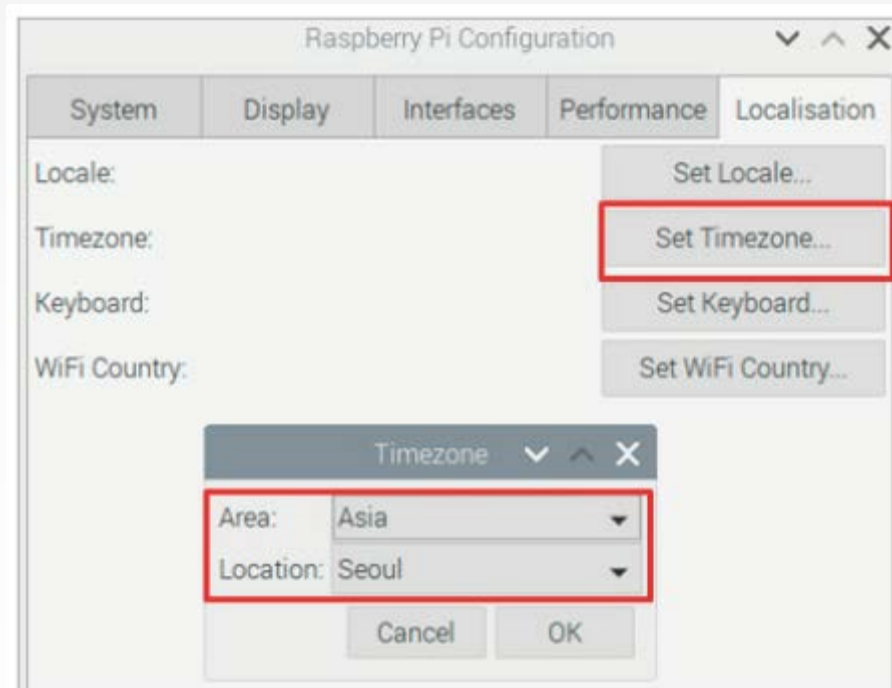 Raspberry Pi Configuration
System Display Interfaces Performance Localisation
Locale: Set Locale...
Timezone: Set Timezone...
Keyboard: Set Keyboard...
WiFi Country: Set WiFi Country...
Timezone
Area: Asia
Location: Seoul
Cancel OK